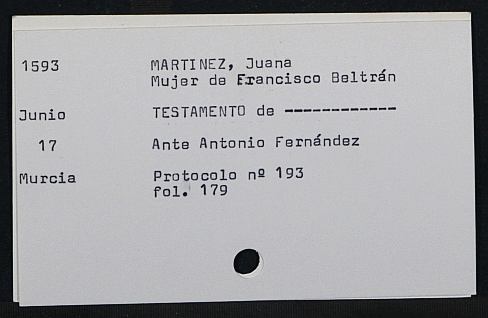 1593 MARTINEZ, Juana
Mujer de Francisco Beltrán
Junio TESTAMENTO de ------------
17 Ante Antonio Fernández
Murcia Protocolo nº 193
fol. 179